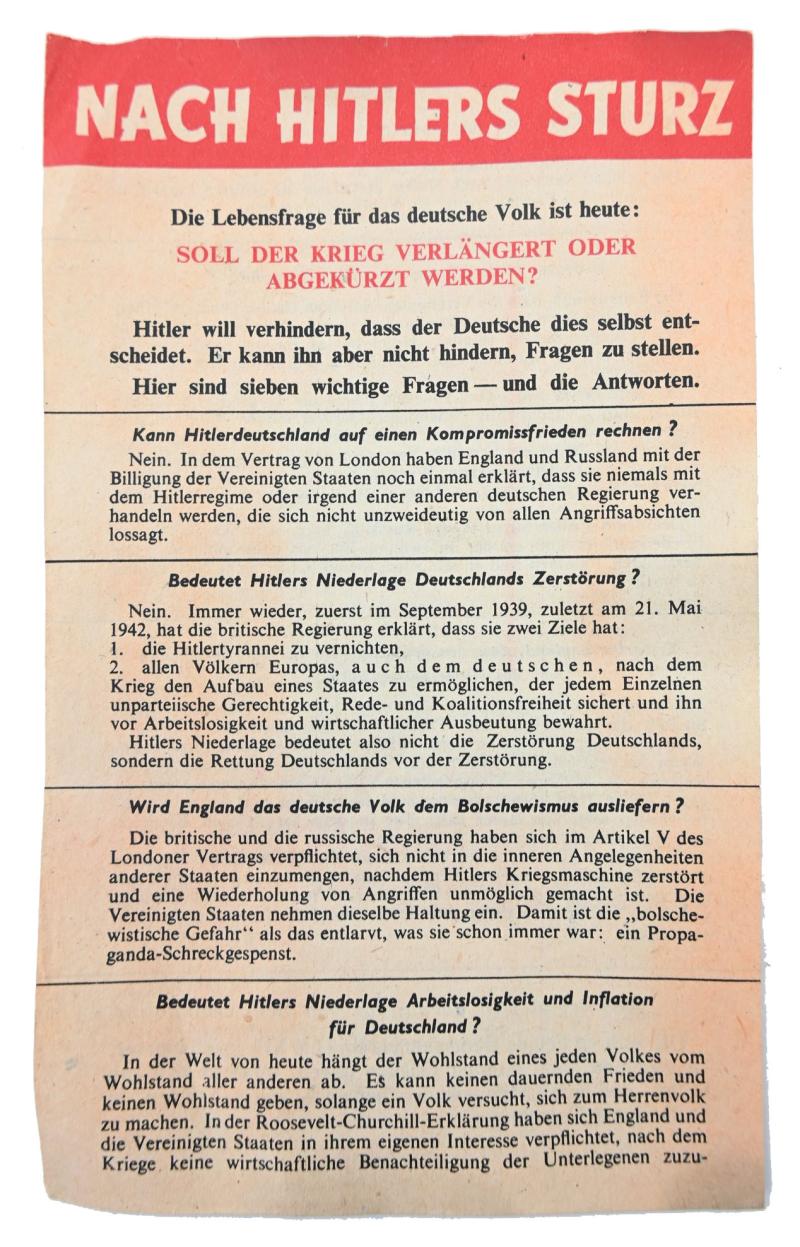 NACH HITLERS STURZ
Die Lebensfrage für das deutsche Volk ist heute:
SOLL DER KRIEG VERLÄNGERT ODER
ABGEKÜRZT WERDEN?
Hitler will verhindern, dass der Deutsche dies selbst ent-
scheidet. Er kann ihn aber nicht hindern, Fragen zu stellen.
Hier sind sieben wichtige Fragen — und die Antworten.
Kann Hitlerdeutschland auf einen Kompromissfrieden rechnen?
Nein. In dem Vertrag von London haben England und Russland mit der
Billigung der Vereinigten Staaten noch einmal erklärt, dass sie niemals mit
dem Hitlerregime oder irgend einer anderen deutschen Regierung ver-
handeln werden, die sich nicht unzweideutig von allen Angriffsabsichten
lossagt.
Bedeutet Hitlers Niederlage Deutschlands Zerstörung?
Nein. Immer wieder, zuerst im September 1939, zuletzt am 21. Mai
1942, hat die britische Regierung erklärt, dass sie zwei Ziele hat:
1. die Hitlertyrannei zu vernichten,
2. allen Völkern Europas, auch dem deutschen, nach dem
Krieg den Aufbau eines Staates zu ermöglichen, der jedem Einzelnen
unparteiische Gerechtigkeit, Rede- und Koalitionsfreiheit sichert und ihn
vor Arbeitslosigkeit und wirtschaftlicher Ausbeutung bewahrt.
Hitlers Niederlage bedeutet also nicht die Zerstörung Deutschlands,
sondern die Rettung Deutschlands vor der Zerstörung.
Wird England das deutsche Volk dem Bolschewismus ausliefern?
Die britische und die russische Regierung haben sich im Artikel V des
Londoner Vertrags verpflichtet, sich nicht in die inneren Angelegenheiten
anderer Staaten einzumengen, nachdem Hitlers Kriegsmaschine zerstört
und eine Wiederholung von Angriffen unmöglich gemacht ist. Die
Vereinigten Staaten nehmen dieselbe Haltung ein. Damit ist die „bolsche-
wistische Gefahr“ als das entlarvt, was sie schon immer war: ein Propa-
ganda-Schreckgespenst.
Bedeutet Hitlers Niederlage Arbeitslosigkeit und Inflation
für Deutschland?
In der Welt von heute hängt der Wohlstand eines jeden Volkes vom
Wohlstand aller anderen ab. Es kann keinen dauernden Frieden und
keinen Wohlstand geben, solange ein Volk versucht, sich zum Herrenvolk
zu machen. In der Roosevelt-Churchill-Erklärung haben sich England und
die Vereinigten Staaten in ihrem eigenen Interesse verpflichtet, nach dem
Kriege keine wirtschaftliche Benachteiligung der Unterlegenen zuzu-